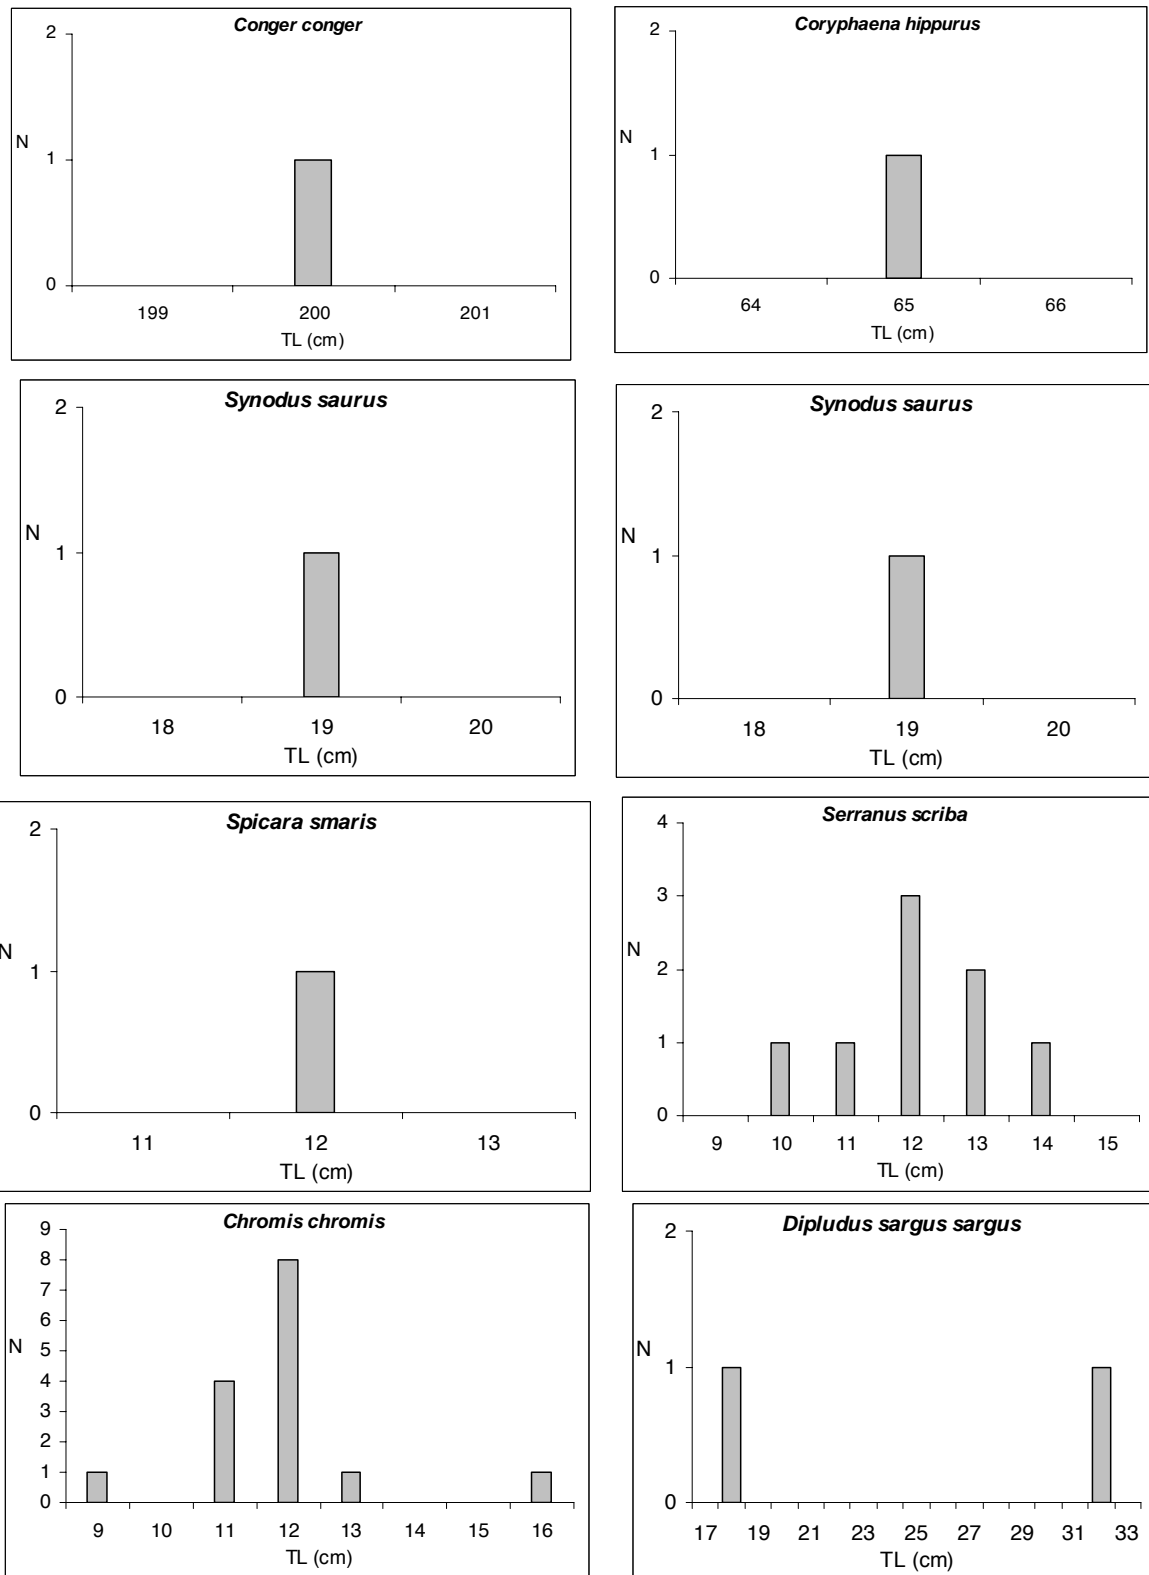 Conger conger
2
N
1
0
199 200 201
TL (cm)
Coryphaena hippurus
2
N
1
0
64 65 66
TL (cm)
Synodus saurus
2
N
1
0
18 19 20
TL (cm)
Synodus saurus
2
N
1
0
18 19 20
TL (cm)
Spicara smaris
2
N
1
0
11 12 13
TL (cm)
Serranus scriba
4
3
N
2
1
0
9 10 11 12 13 14 15
TL (cm)
Chromis chromis
9
8
7
6
5
N
4
3
2
1
0
9 10 11 12 13 14 15 16
TL (cm)
Dipludus sargus sargus
2
N
1
0
17 19 21 23 25 27 29 31 33
TL (cm)